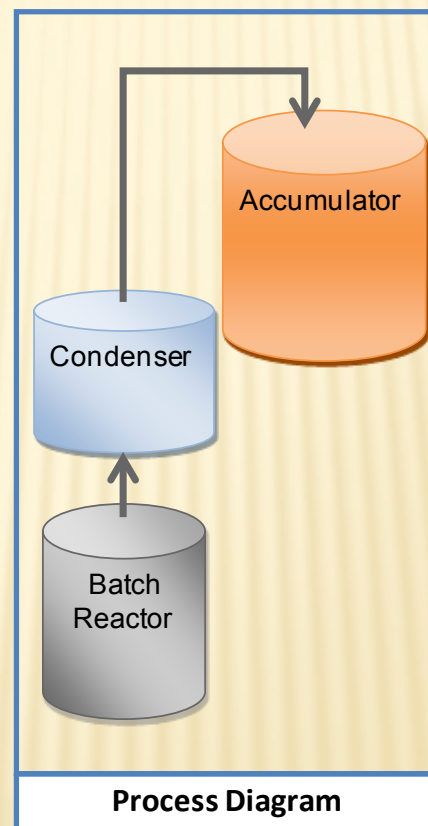 Accumulator
Condenser
Batch
Reactor
Process Diagram